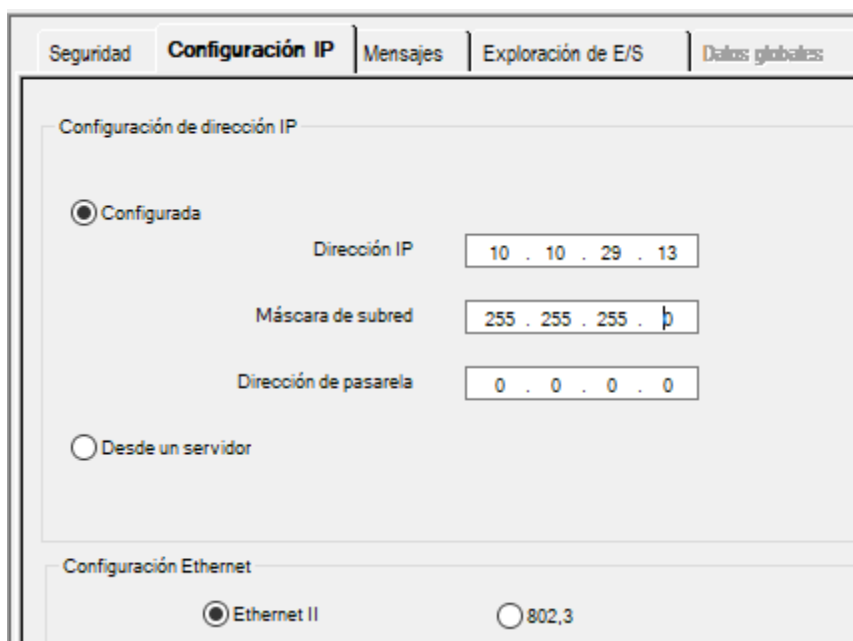 Seguridad Configuración IP Mensajes Exploración de E/S Datos globales
Configuración de dirección IP
Configurada
Dirección IP 10 . 10 . 29 . 13
Máscara de subred 255 . 255 . 255 . 0
Dirección de pasarela 0 . 0 . 0 . 0
Desde un servidor
Configuración Ethernet
Ethernet II 802,3